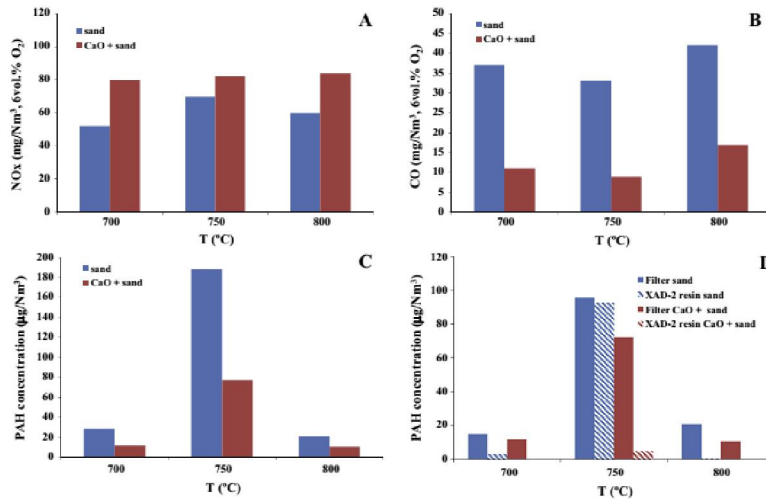 A
sand
CaO + sand
NOx (mg/Nm³, 6vol.% O₂)
120
100
80
60
40
20
0
700
750
800
T (ºC)
B
sand
CaO + sand
CO (mg/Nm³, 6vol.% O₂)
50
45
40
35
30
25
20
15
10
5
0
700
750
800
T (ºC)
C
sand
CaO + sand
PAH concentration (µg/Nm³)
200
180
160
140
120
100
80
60
40
20
0
700
750
800
T (ºC)
D
Filter sand
XAD-2 resin sand
Filter CaO + sand
XAD-2 resin CaO + sand
PAH concentration (µg/Nm³)
120
100
80
60
40
20
0
700
750
800
T (ºC)